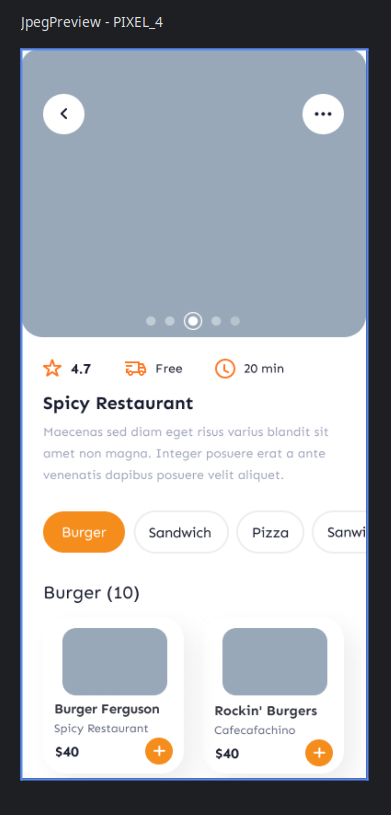 JpegPreview - PIXEL_4
4.7 Free 20 min
Spicy Restaurant
Maecenas sed diam eget risus varius blandit sit
amet non magna. Integer posuere erat a ante
venenatis dapibus posuere velit aliquet.
Burger Sandwich Pizza Sanwi
Burger (10)
Burger Ferguson
Spicy Restaurant
$40
Rockin' Burgers
Cafecafachino
$40